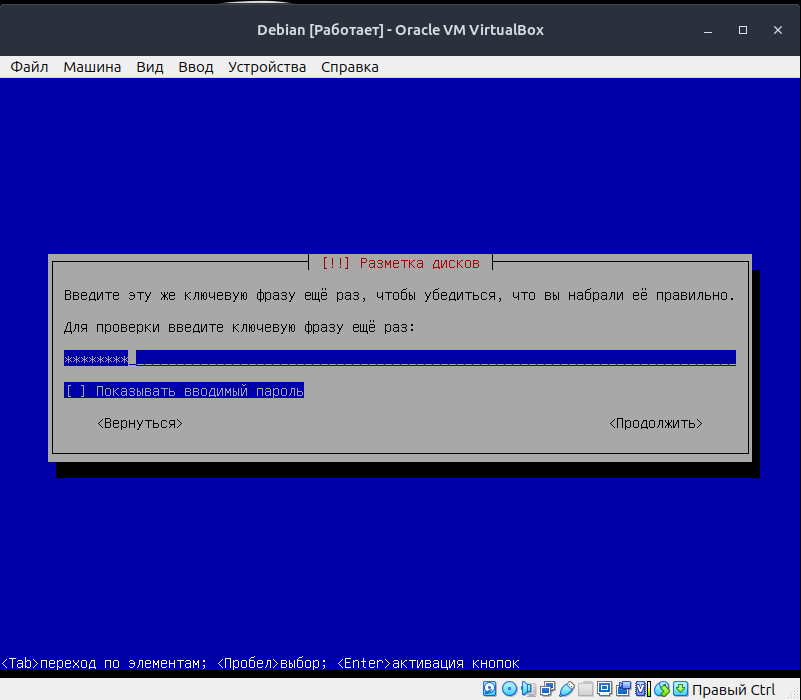 Debian [Работает] - Oracle VM VirtualBox
Файл Машина Вид Ввод Устройства Справка
[!!] Разметка дисков
Введите эту же ключевую фразу ещё раз, чтобы убедиться, что вы набрали её правильно.
Для проверки введите ключевую фразу ещё раз:
********
[ ] Показывать вводимый пароль
<Вернуться> <Продолжить>
<Tab>переход по элементам; <Пробел>выбор; <Enter>активация кнопок
Правый Ctrl